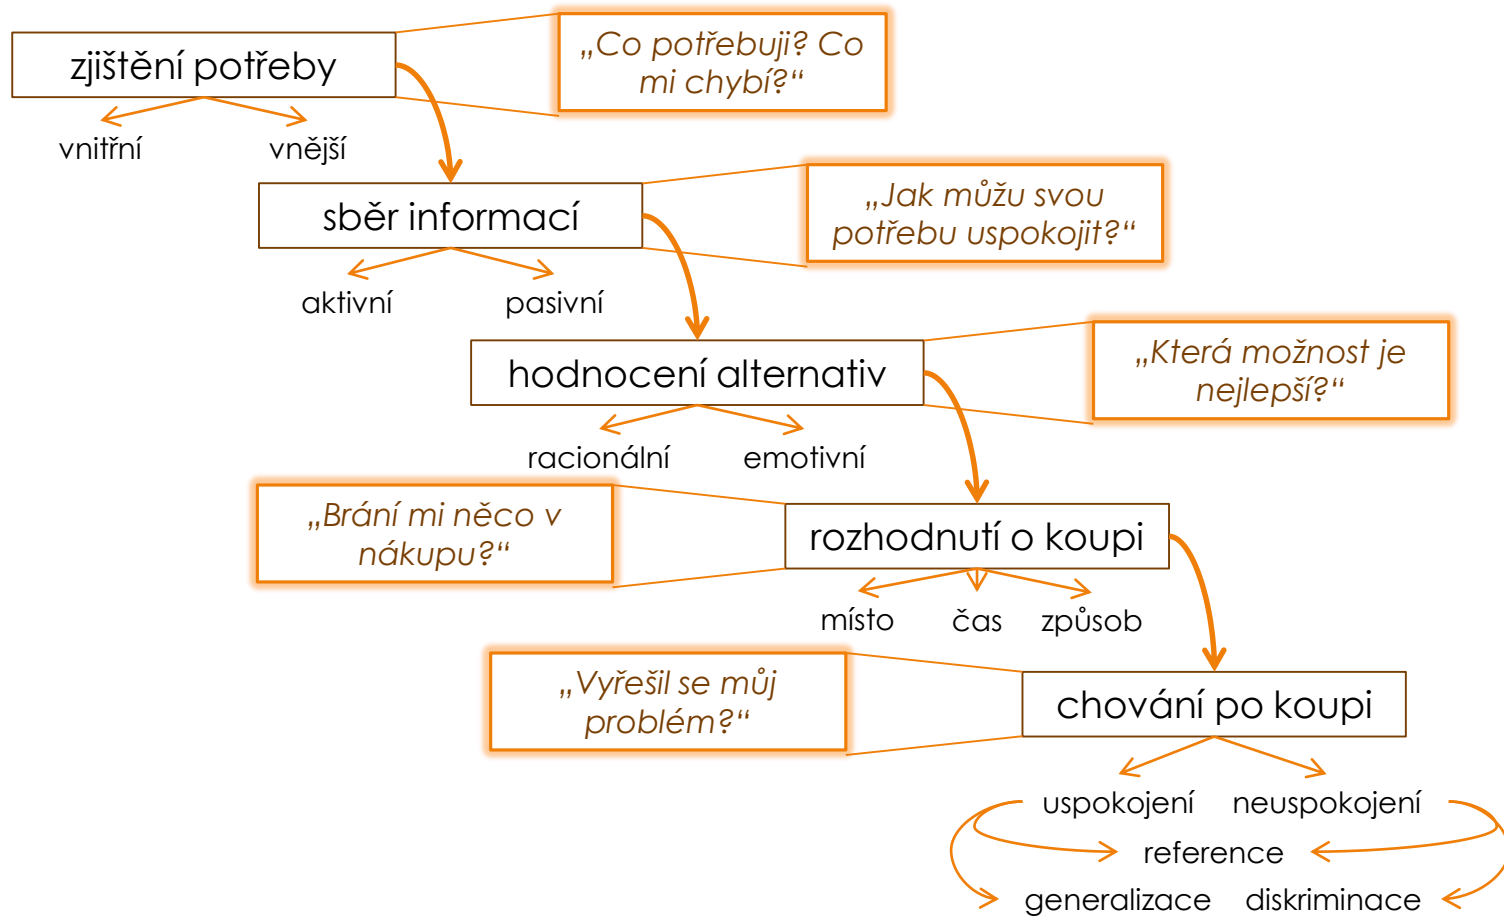 zjištění potřeby
„Co potřebuji? Co
mi chybí?“
vnitřní
vnější
sběr informací
„Jak můžu svou
potřebu uspokojit?“
aktivní
pasivní
hodnocení alternativ
„Která možnost je
nejlepší?“
racionální
emotivní
„Brání mi něco v
nákupu?“
rozhodnutí o koupi
místo
čas
způsob
„Vyřešil se můj
problém?“
chování po koupi
uspokojení
neuspokojení
reference
generalizace
diskriminace